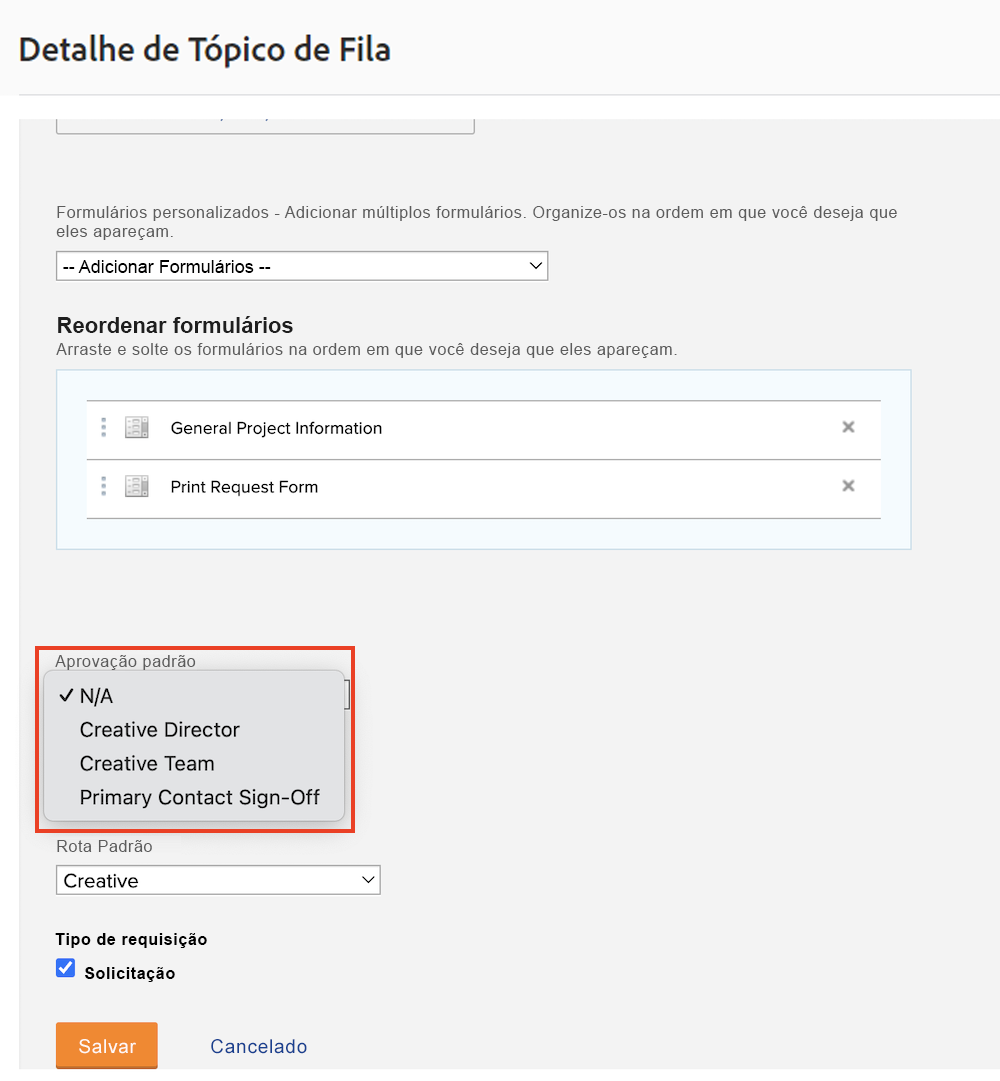 Detalhe de Tópico de Fila
Formulários personalizados - Adicionar múltiplos formulários. Organize-os na ordem em que você deseja que
eles apareçam.
-- Adicionar Formulários --
Reordenar formulários
Arraste e solte os formulários na ordem em que você deseja que eles apareçam.
General Project Information
Print Request Form
Aprovação padrão
N/A
Creative Director
Creative Team
Primary Contact Sign-Off
Rota Padrão
Creative
Tipo de requisição
Solicitação
Salvar
Cancelado